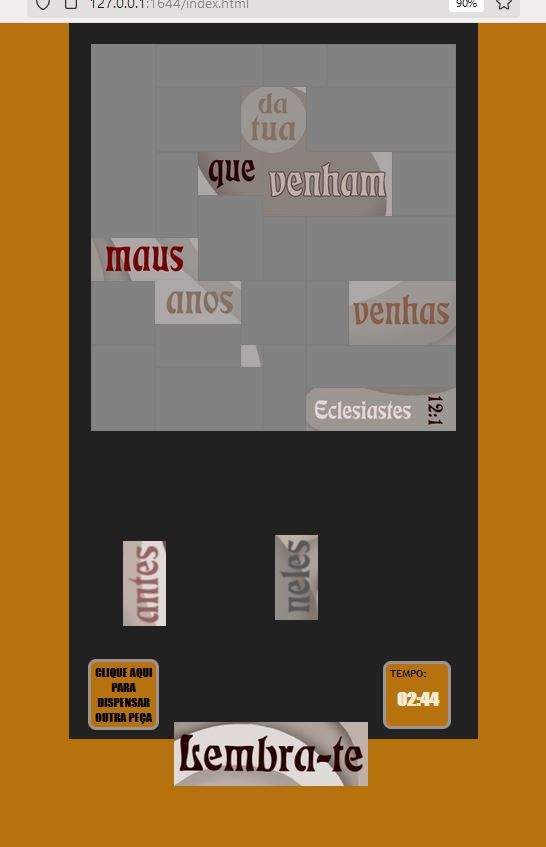 127.0.0.1:1644/index.html
90%
da
tua
que
venham
maus
anos
venhas
Eclesiastes 12:1
antes
neles
CLIQUE AQUI
PARA
DISPENSAR
OUTRA PEÇA
TEMPO:
02:44
Lembra-te